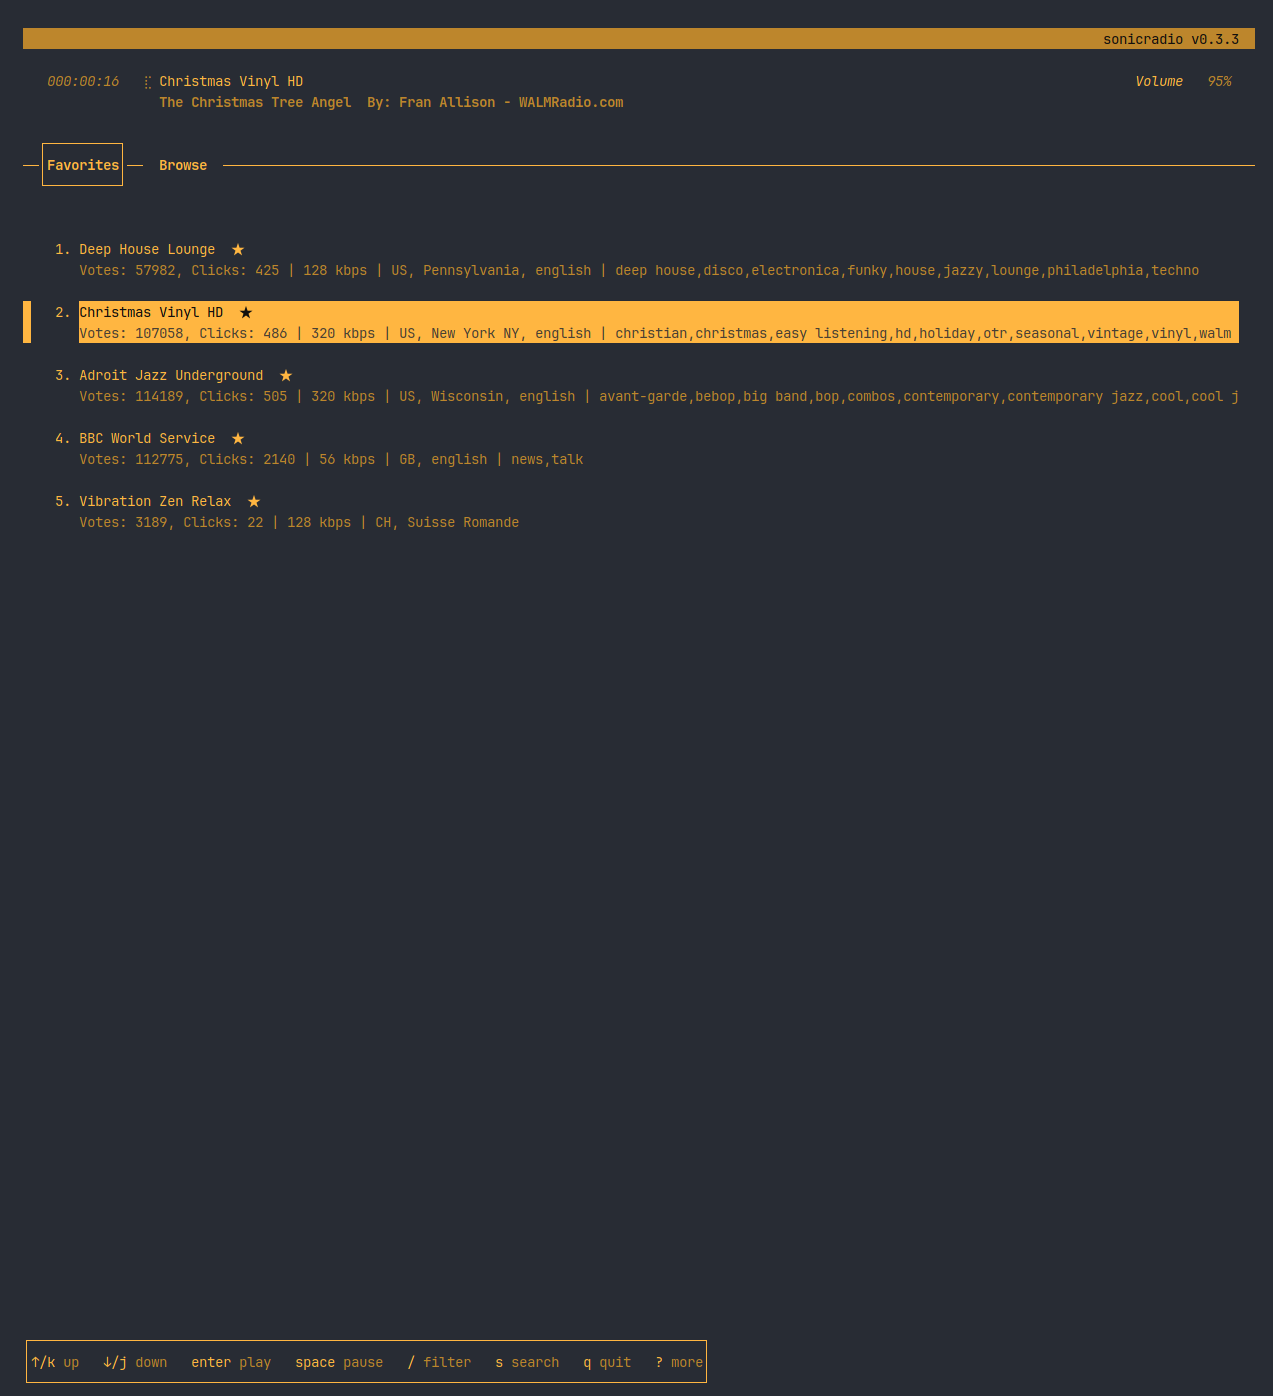 sonicradio v0.3.3
000:00:16 Christmas Vinyl HD Volume 95%
The Christmas Tree Angel  By: Fran Allison - WALMRadio.com
Favorites Browse
1. Deep House Lounge ★
Votes: 57982, Clicks: 425 | 128 kbps | US, Pennsylvania, english | deep house,disco,electronica,funky,house,jazzy,lounge,philadelphia,techno
2. Christmas Vinyl HD ★
Votes: 107058, Clicks: 486 | 320 kbps | US, New York NY, english | christian,christmas,easy listening,hd,holiday,otr,seasonal,vintage,vinyl,walm
3. Adroit Jazz Underground ★
Votes: 114189, Clicks: 505 | 320 kbps | US, Wisconsin, english | avant-garde,bebop,big band,bop,combos,contemporary,contemporary jazz,cool,cool j
4. BBC World Service ★
Votes: 112775, Clicks: 2140 | 56 kbps | GB, english | news,talk
5. Vibration Zen Relax ★
Votes: 3189, Clicks: 22 | 128 kbps | CH, Suisse Romande
↑/k up ↓/j down enter play space pause / filter s search q quit ? more